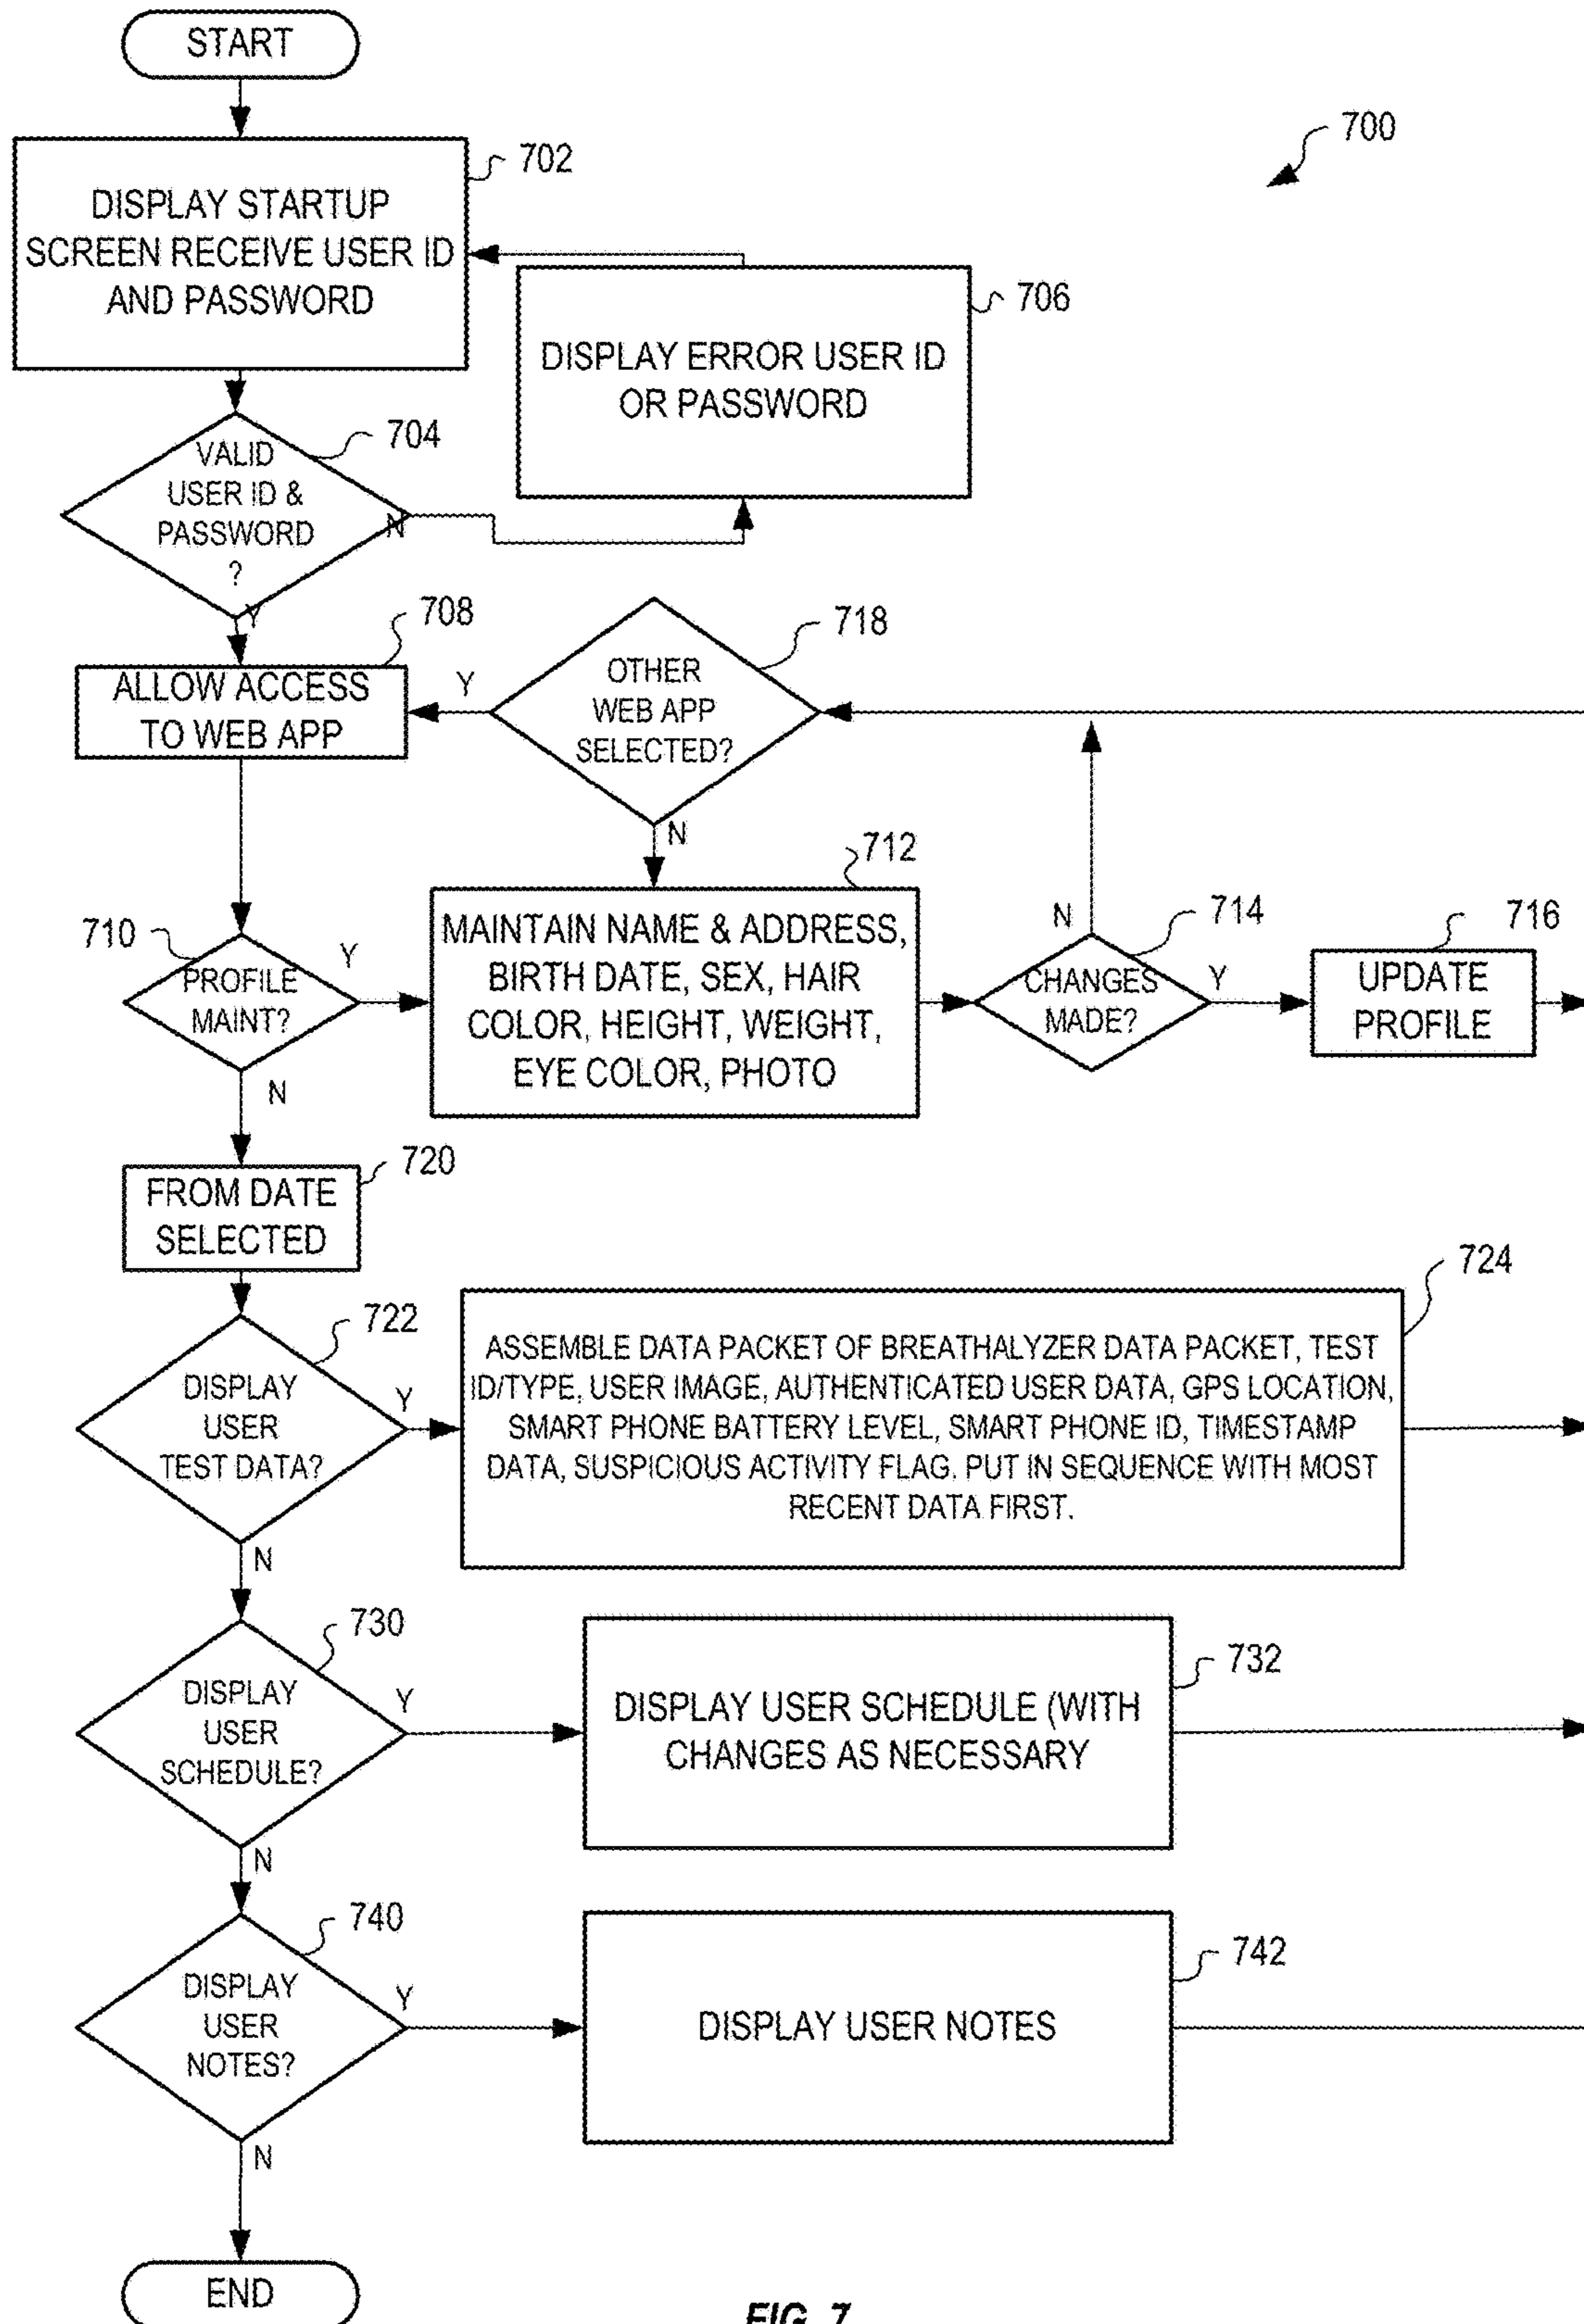 START
700
702
DISPLAY STARTUP
SCREEN RECEIVE USER ID
AND PASSWORD
706
DISPLAY ERROR USER ID
OR PASSWORD
704
VALID
USER ID &
PASSWORD
?
N
Y
708
ALLOW ACCESS
TO WEB APP
718
OTHER
WEB APP
SELECTED?
Y
N
710
PROFILE
MAINT?
Y
N
712
MAINTAIN NAME & ADDRESS,
BIRTH DATE, SEX, HAIR
COLOR, HEIGHT, WEIGHT,
EYE COLOR, PHOTO
714
CHANGES
MADE?
N
Y
716
UPDATE
PROFILE
720
FROM DATE
SELECTED
722
DISPLAY
USER
TEST DATA?
Y
N
724
ASSEMBLE DATA PACKET OF BREATHALYZER DATA PACKET, TEST
ID/TYPE, USER IMAGE, AUTHENTICATED USER DATA, GPS LOCATION,
SMART PHONE BATTERY LEVEL, SMART PHONE ID, TIMESTAMP
DATA, SUSPICIOUS ACTIVITY FLAG. PUT IN SEQUENCE WITH MOST
RECENT DATA FIRST.
730
DISPLAY
USER
SCHEDULE?
Y
N
732
DISPLAY USER SCHEDULE (WITH
CHANGES AS NECESSARY
740
DISPLAY
USER
NOTES?
Y
N
742
DISPLAY USER NOTES
END
FIG. 7